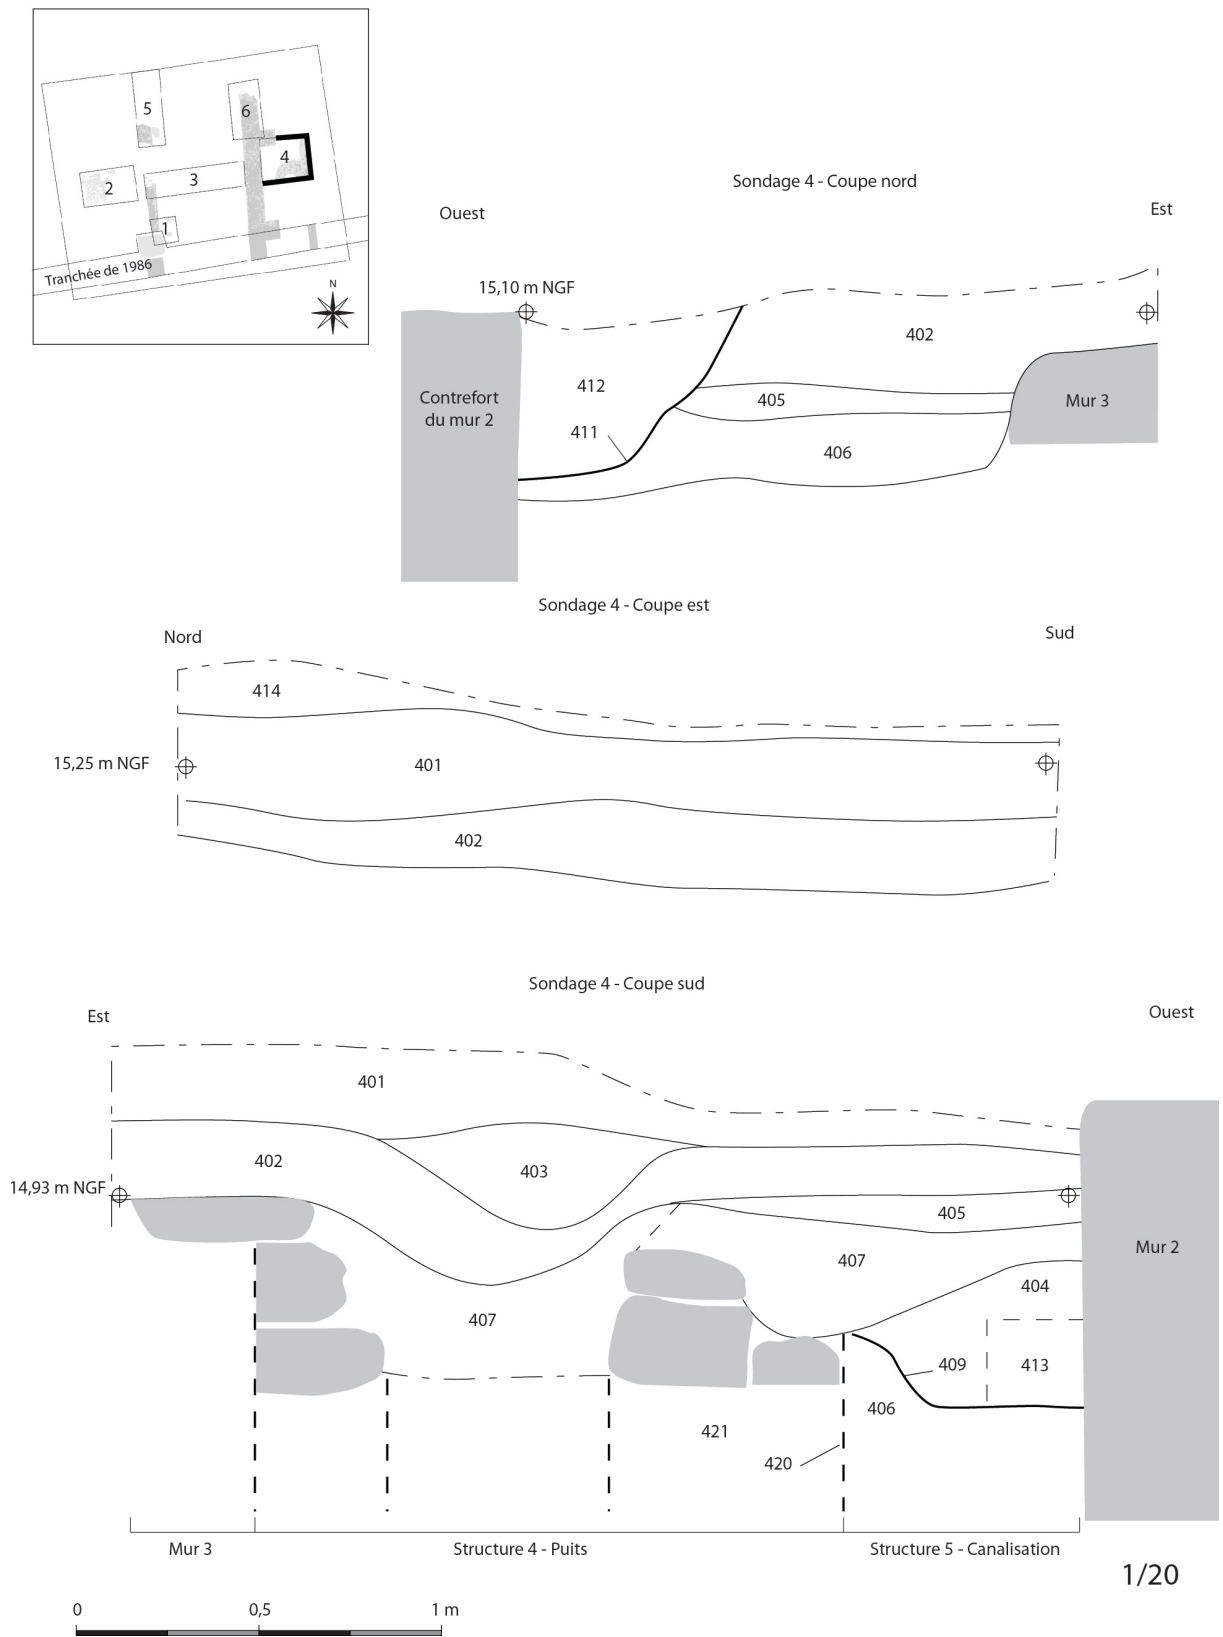 5
6
4
2
3
1
Tranchée de 1986
N
Sondage 4 - Coupe nord
Ouest
Est
15,10 m NGF
402
412
405
Contrefort
du mur 2
Mur 3
411
406
Sondage 4 - Coupe est
Nord
Sud
414
15,25 m NGF
401
402
Sondage 4 - Coupe sud
Est
Ouest
401
402
403
14,93 m NGF
405
407
Mur 2
404
407
409
413
406
421
420
Mur 3
Structure 4 - Puits
Structure 5 - Canalisation
1/20
0
0,5
1 m